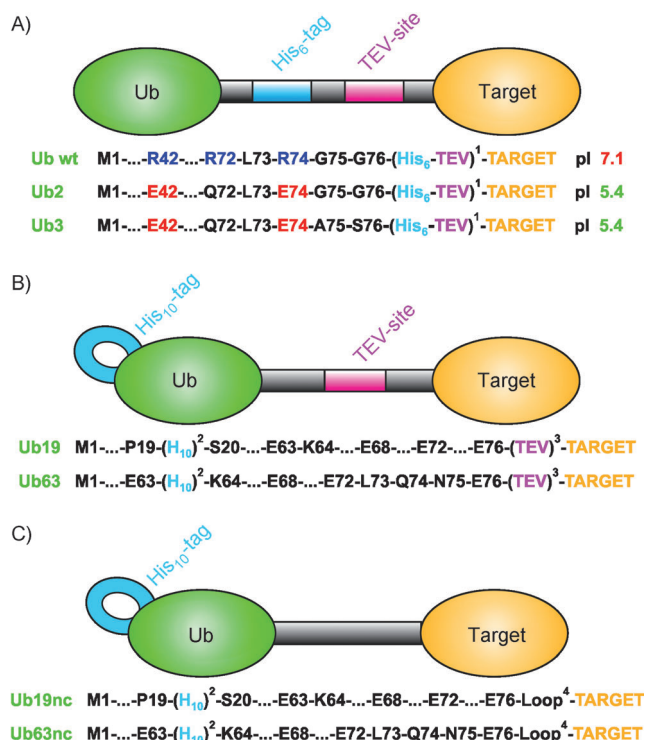 A)
His₆-tag
TEV-site
Ub
Target
Ub wt M1-...-R42-...-R72-L73-R74-G75-G76-(His₆-TEV)¹-TARGET pI 7.1
Ub2 M1-...-E42-...-Q72-L73-E74-G75-G76-(His₆-TEV)¹-TARGET pI 5.4
Ub3 M1-...-E42-...-Q72-L73-E74-A75-S76-(His₆-TEV)¹-TARGET pI 5.4
B)
His₁₀-tag
TEV-site
Ub
Target
Ub19 M1-...-P19-(H₁₀)²-S20-...-E63-K64-...-E68-...-E72-...-E76-(TEV)³-TARGET
Ub63 M1-...-E63-(H₁₀)²-K64-...-E68-...-E72-L73-Q74-N75-E76-(TEV)³-TARGET
C)
His₁₀-tag
Ub
Target
Ub19nc M1-...-P19-(H₁₀)²-S20-...-E63-K64-...-E68-...-E72-...-E76-Loop⁴-TARGET
Ub63nc M1-...-E63-(H₁₀)²-K64-...-E68-...-E72-L73-Q74-N75-E76-Loop⁴-TARGET